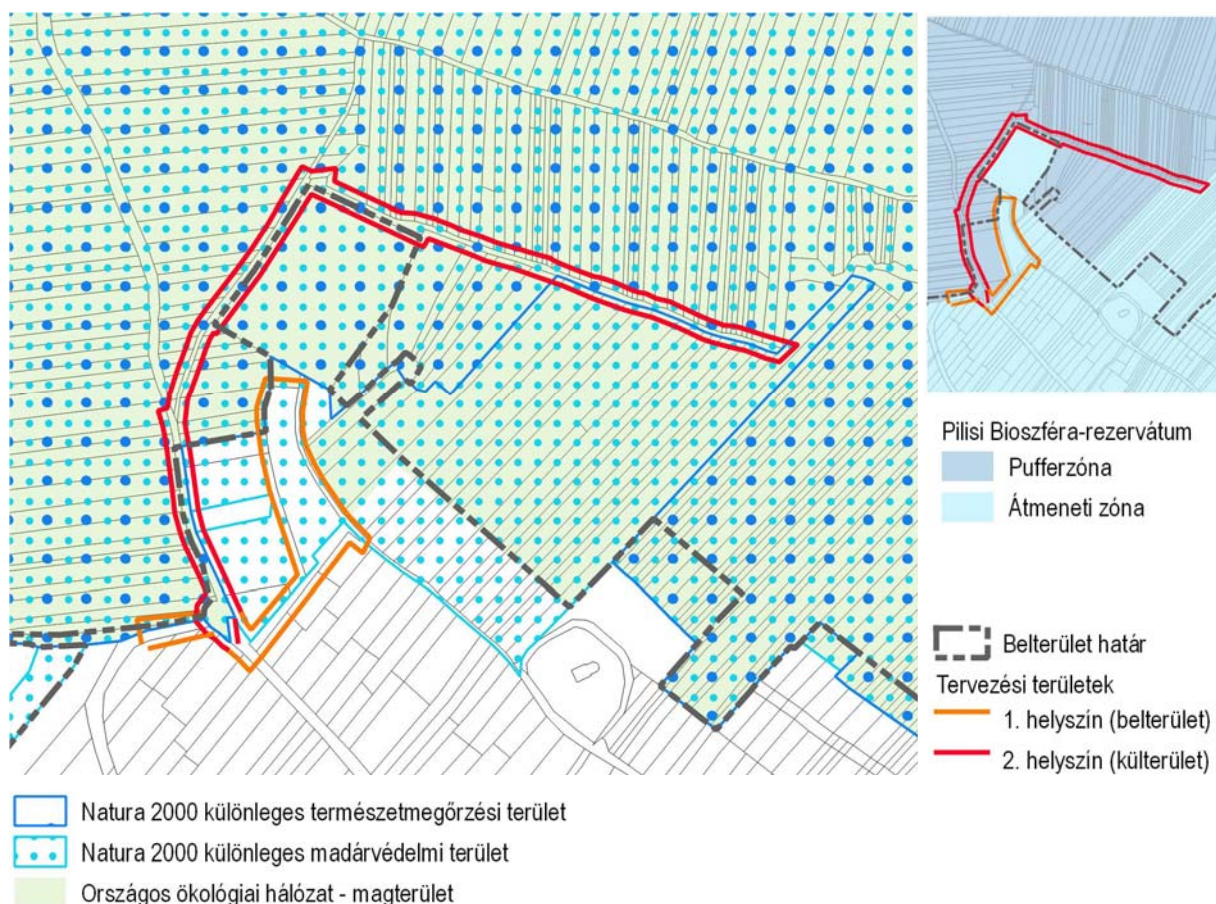 Pilisi Bioszféra-rezervátum
Pufferzóna
Átmeneti zóna
Belterület határ
Tervezési területek
1. helyszín (belterület)
2. helyszín (külterület)
Natura 2000 különleges természetmegőrzési terület
Natura 2000 különleges madárvédelmi terület
Országos ökológiai hálózat - magterület